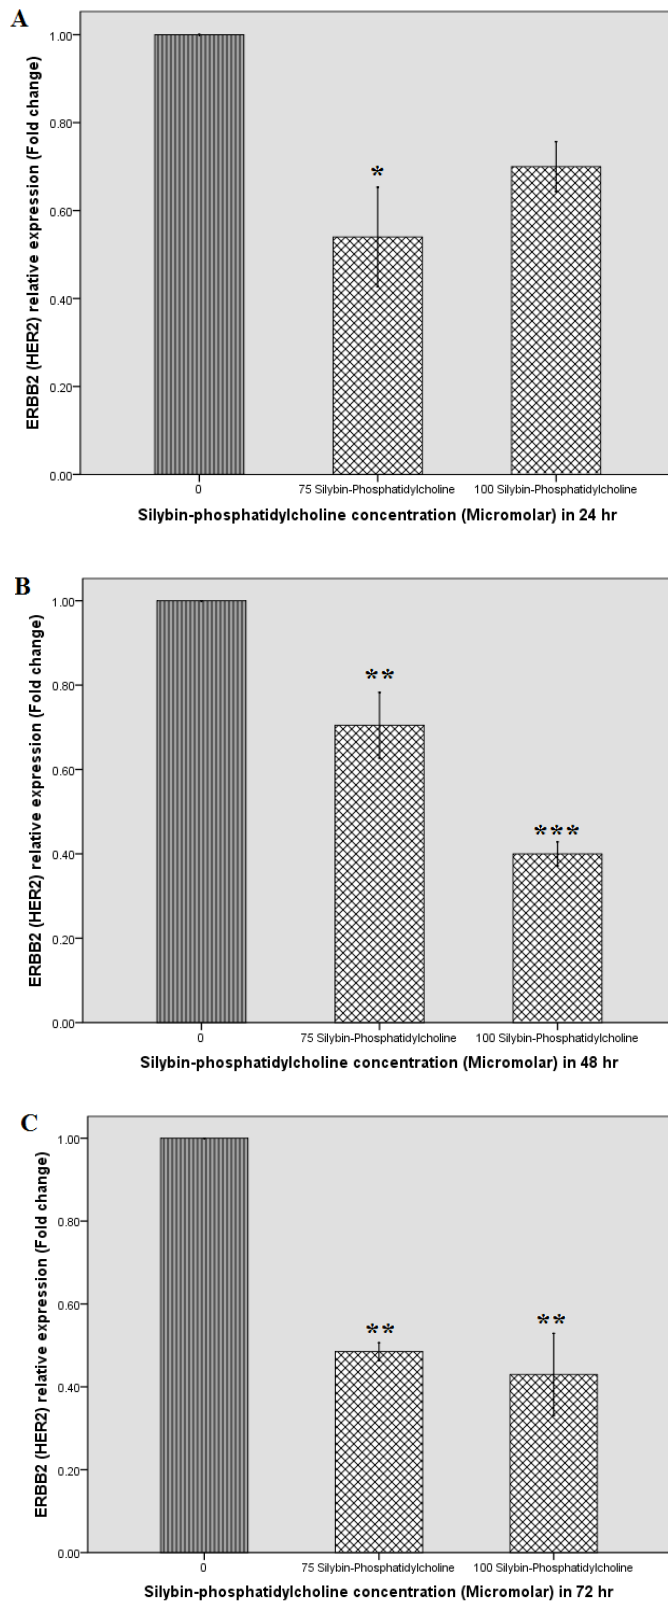 A
ERBB2 (HER2) relative expression (Fold change)
1.00
0.80
0.60
0.40
0.20
0.00
*
0
75 Silybin-Phosphatidylcholine
100 Silybin-Phosphatidylcholine
Silybin-phosphatidylcholine concentration (Micromolar) in 24 hr
B
ERBB2 (HER2) relative expression (Fold change)
1.00
0.80
0.60
0.40
0.20
0.00
**
***
0
75 Silybin-Phosphatidylcholine
100 Silybin-Phosphatidylcholine
Silybin-phosphatidylcholine concentration (Micromolar) in 48 hr
C
ERBB2 (HER2) relative expression (Fold change)
1.00
0.80
0.60
0.40
0.20
0.00
**
**
0
75 Silybin-Phosphatidylcholine
100 Silybin-Phosphatidylcholine
Silybin-phosphatidylcholine concentration (Micromolar) in 72 hr